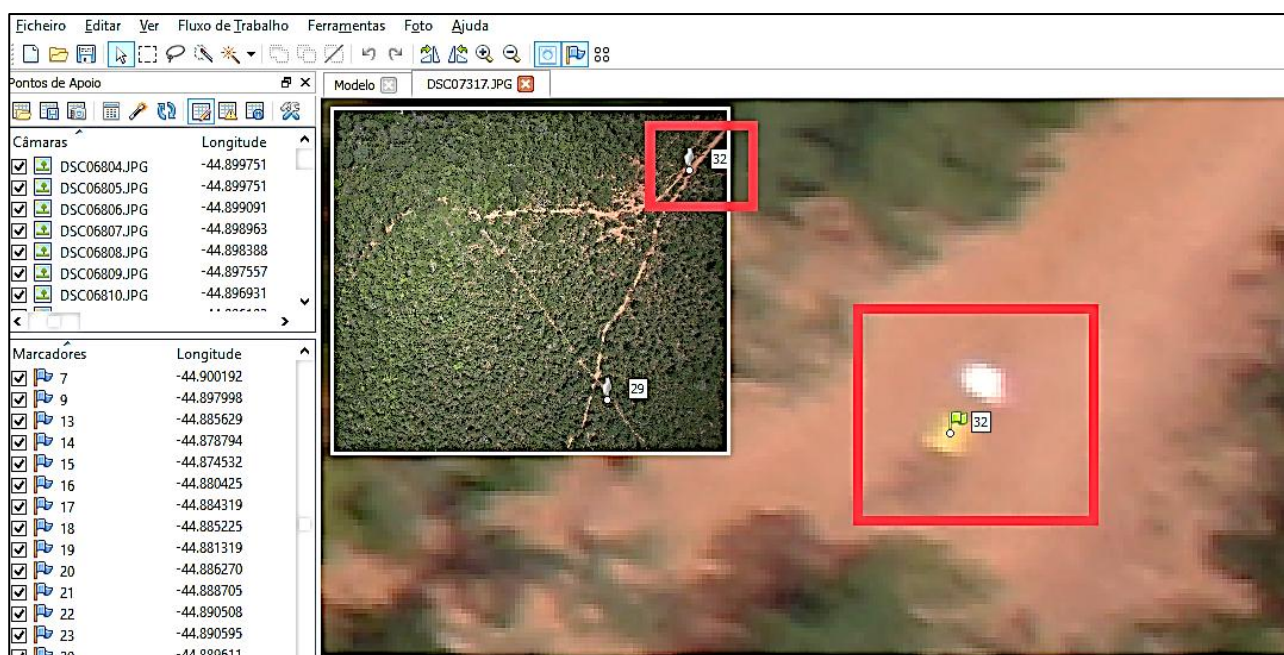 Ficheiro Editar Ver Fluxo de Trabalho Ferramentas Foto Ajuda
Pontos de Apoio
Modelo DSC07317.JPG
Câmaras Longitude
DSC06804.JPG -44.899751
DSC06805.JPG -44.899751
DSC06806.JPG -44.899091
DSC06807.JPG -44.898963
DSC06808.JPG -44.898388
DSC06809.JPG -44.897557
DSC06810.JPG -44.896931
Marcadores Longitude
7 -44.900192
9 -44.897998
13 -44.885629
14 -44.878794
15 -44.874532
16 -44.880425
17 -44.884319
18 -44.885225
19 -44.881319
20 -44.886270
21 -44.888705
22 -44.890508
23 -44.890595
32
29
32